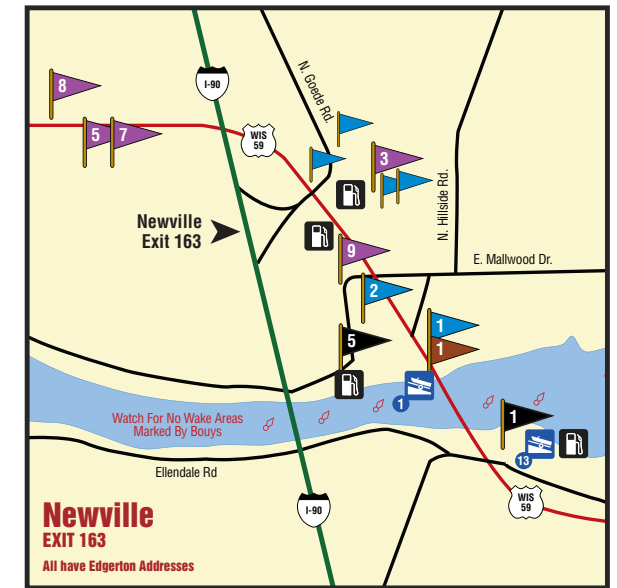 I-90
N. Goede Rd.
8
5
7
WIS
59
3
N. Hillside Rd.
Newville
Exit 163
9
E. Mallwood Dr.
2
1
5
1
1
1
Watch For No Wake Areas
Marked By Bouys
13
Ellendale Rd
I-90
WIS
59
Newville
EXIT 163
All have Edgerton Addresses